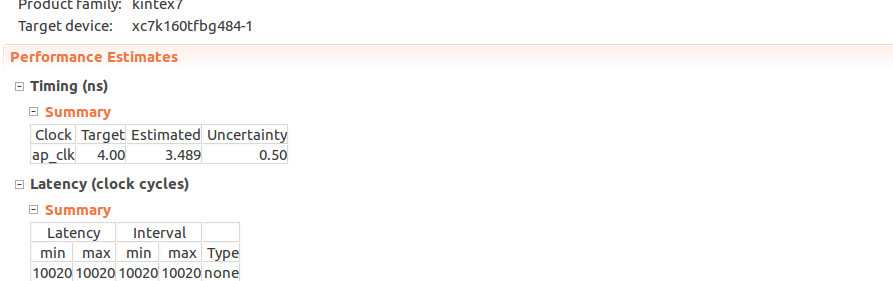 Product family: kintex7
Target device: xc7k160tfbg484-1
Performance Estimates
Timing (ns)
Summary
Clock Target Estimated Uncertainty
ap_clk 4.00 3.489 0.50
Latency (clock cycles)
Summary
Latency Interval
min max min max Type
10020 10020 10020 10020 none